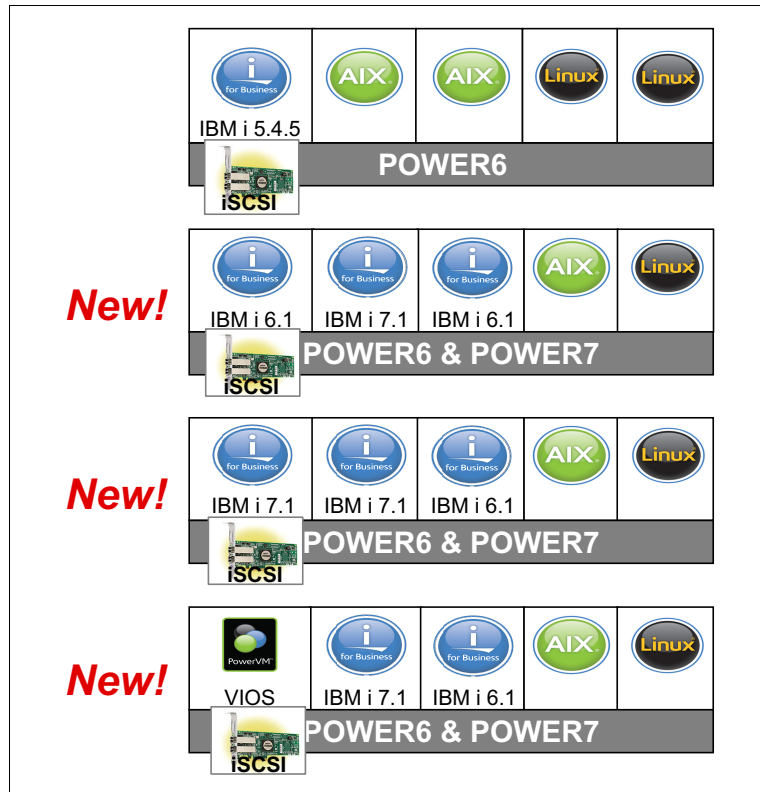 i for Business AIX AIX Linux Linux
IBM i 5.4.5
POWER6
iSCSI
i for Business i for Business i for Business AIX Linux
New!
IBM i 6.1 IBM i 7.1 IBM i 6.1
POWER6 & POWER7
iSCSI
i for Business i for Business i for Business AIX Linux
New!
IBM i 7.1 IBM i 7.1 IBM i 6.1
POWER6 & POWER7
iSCSI
PowerVM™ i for Business i for Business AIX Linux
New!
VIOS IBM i 7.1 IBM i 6.1
POWER6 & POWER7
iSCSI